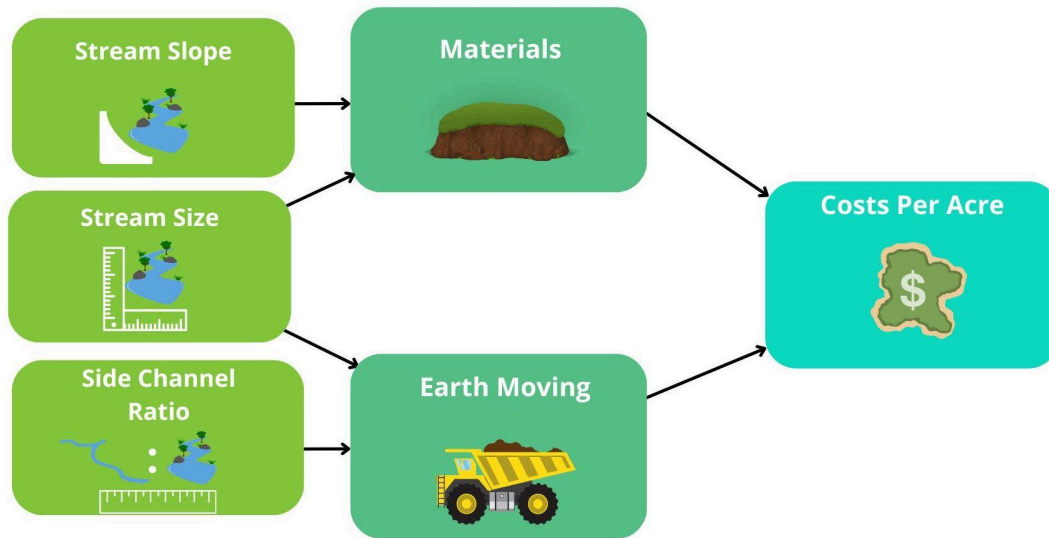 Stream Slope
Materials
Stream Size
Costs Per Acre
$
Side Channel
Ratio
Earth Moving